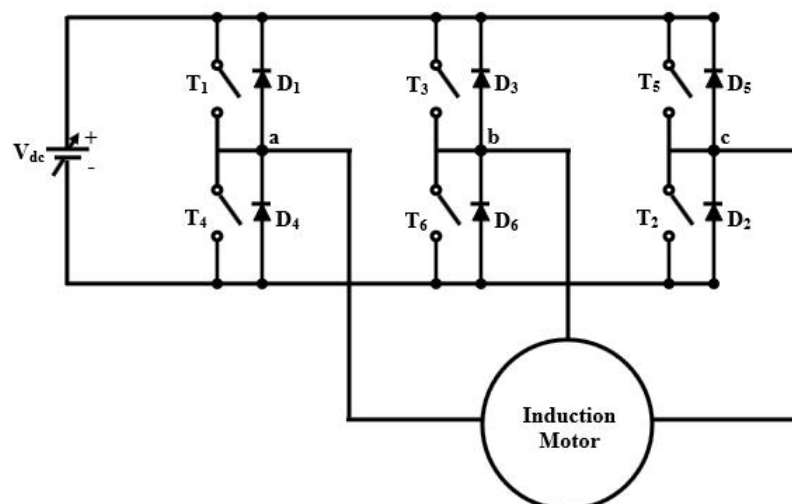 T1
D1
T3
D3
T5
D5
a
b
c
Vdc
+
-
T4
D4
T6
D6
T2
D2
Induction
Motor